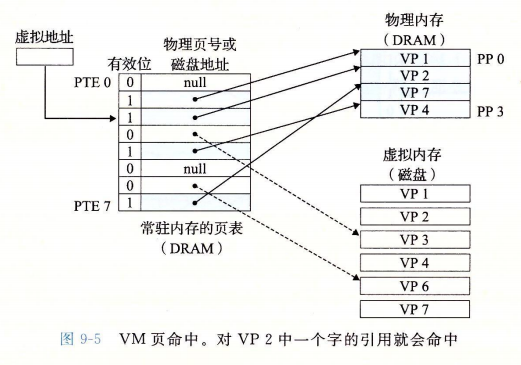 虚拟地址
物理页号或
有效位 磁盘地址
PTE 0 0 null
1
1
0
1
0 null
0
PTE 7 1
常驻内存的页表
（DRAM）
物理内存
（DRAM）
VP 1 PP 0
VP 2
VP 7
VP 4 PP 3
虚拟内存
（磁盘）
VP 1
VP 2
VP 3
VP 4
VP 6
VP 7
图 9-5 VM 页命中。对 VP 2 中一个字的引用就会命中